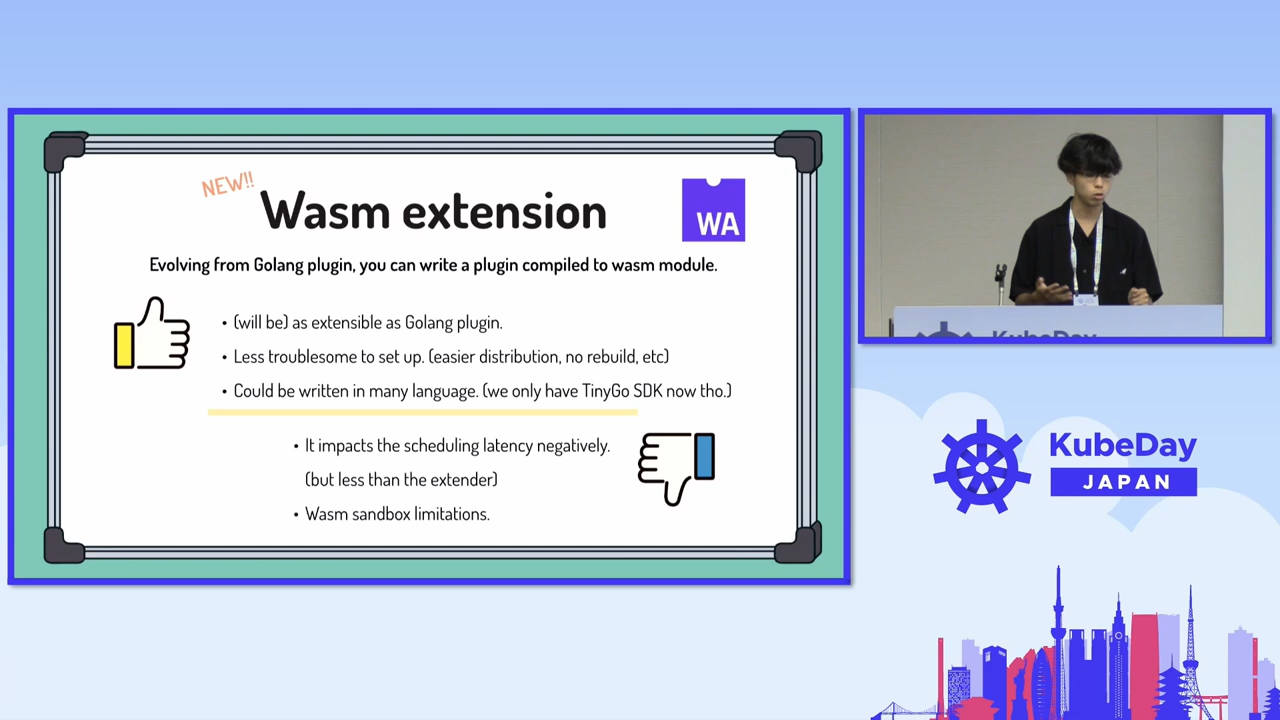 NEW!!
Wasm extension
WA
Evolving from Golang plugin, you can write a plugin compiled to wasm module.
• (will be) as extensible as Golang plugin.
• Less troublesome to set up. (easier distribution, no rebuild, etc)
• Could be written in many language. (we only have TinyGo SDK now tho.)
• It impacts the scheduling latency negatively.
(but less than the extender)
• Wasm sandbox limitations.
KubeDay
KubeDay
JAPAN